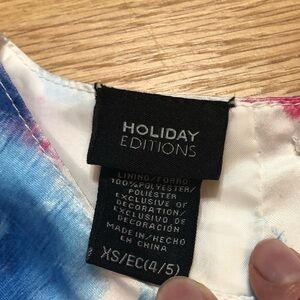 HOLIDAY
EDITIONS
LINING/FORRO:
100%POLYESTER/
POLIÉSTER
EXCLUSIVE OF
DECORATION/
EXCLUSIVO DE
DECORACIÓN
MADE IN/HECHO
EN CHINA
XS/EC(4/5)